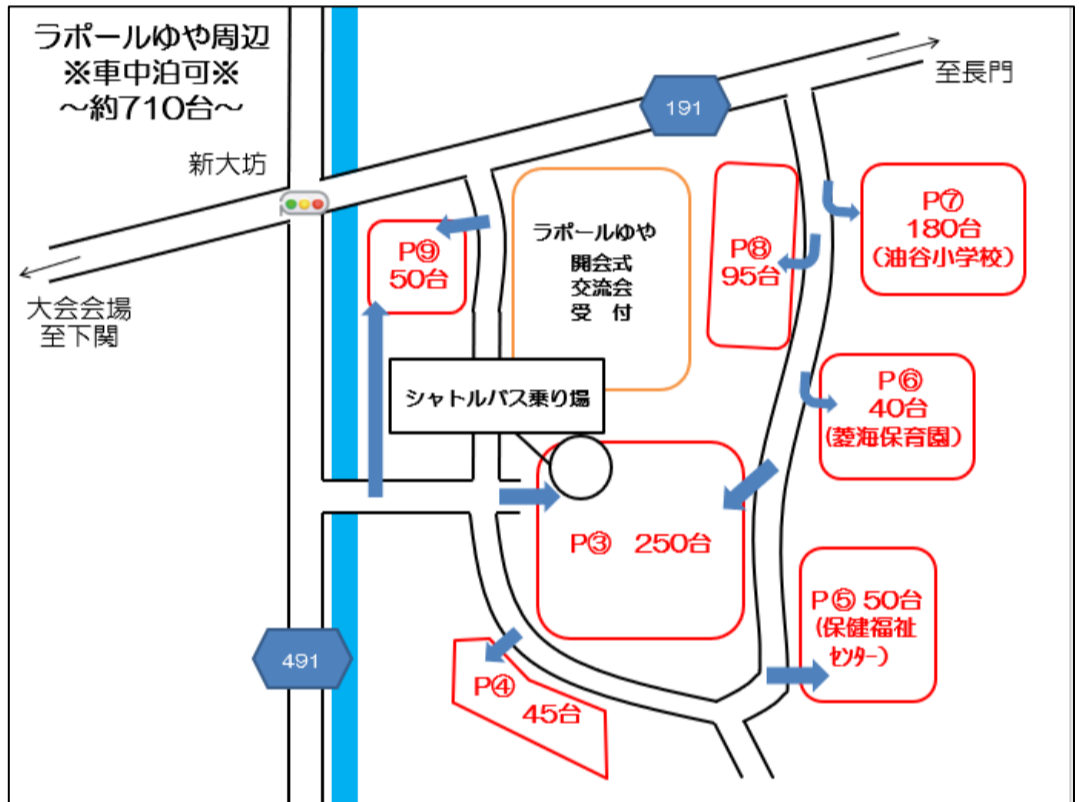 ラポールゆや周辺
※車中泊可※
～約710台～
191
至長門
新大坊
大会会場
至下関
P⑨
50台
ラポールゆや
開会式
交流会
受　付
P⑧
95台
P⑦
180台
(油谷小学校)
シャトルバス乗り場
P⑥
40台
(菱海保育園)
P③　250台
P⑤ 50台
(保健福祉
ｾﾝﾀｰ)
491
P④
45台